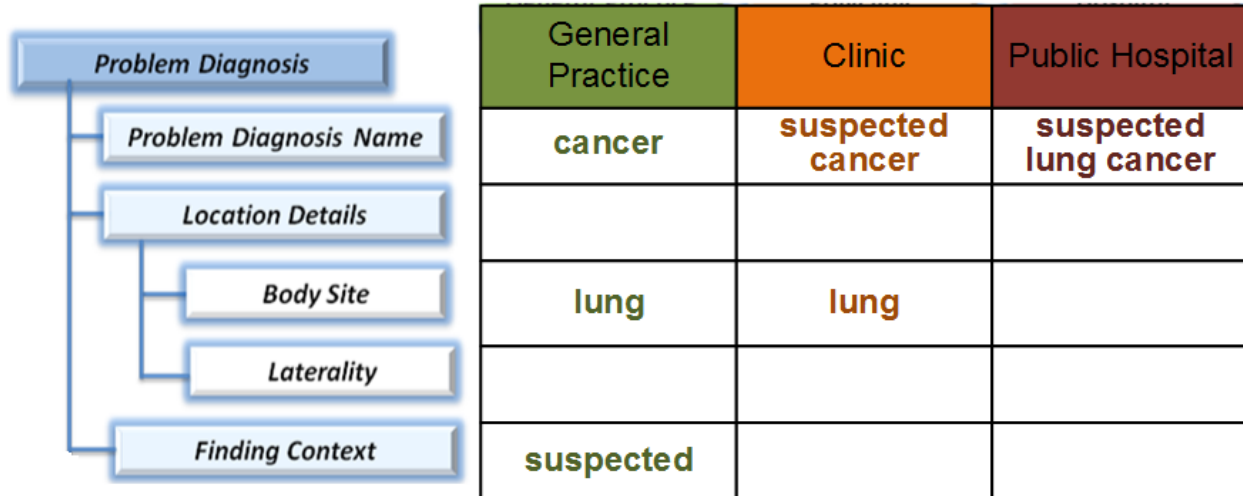 Problem Diagnosis
Problem Diagnosis Name
Location Details
Body Site
Laterality
Finding Context
General
Practice
Clinic
Public Hospital
cancer
suspected
cancer
suspected
lung cancer
lung
lung
suspected